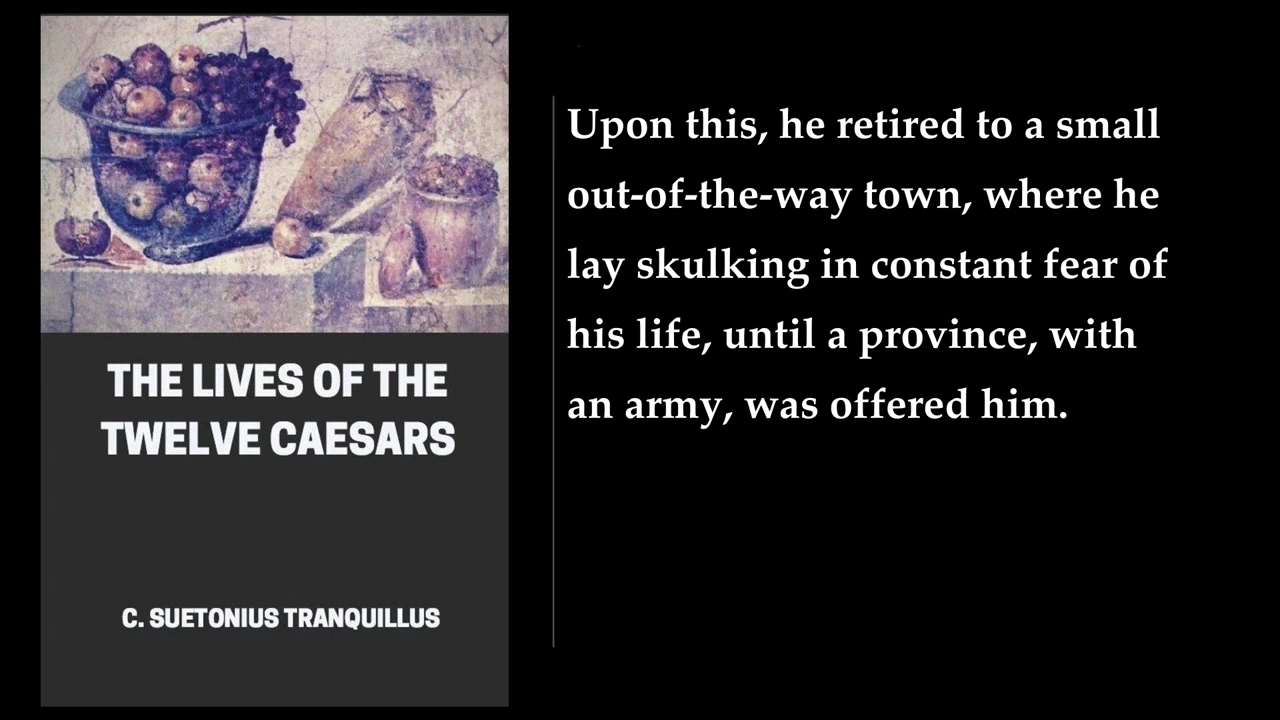 THE LIVES OF THE
TWELVE CAESARS
C. SUETONIUS TRANQUILLUS
Upon this, he retired to a small
out-of-the-way town, where he
lay skulking in constant fear of
his life, until a province, with
an army, was offered him.